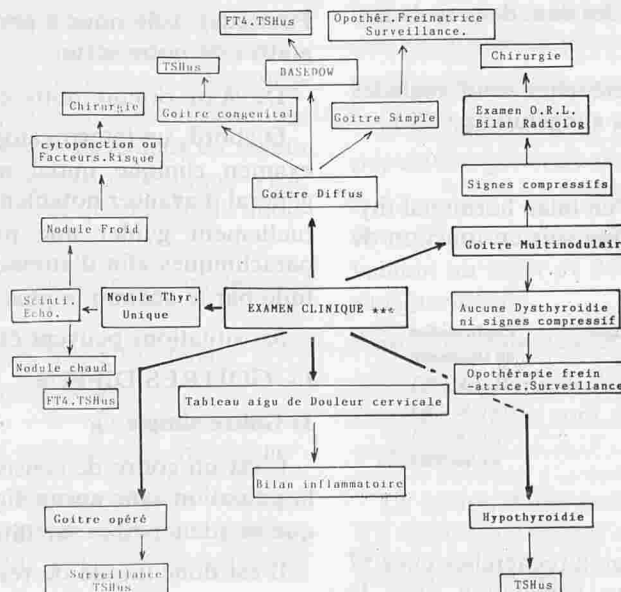 FT4.TSHus
Opothér.Freinatrice
Surveillance.
Chirurgie
TSHus
BASEDOW
Chirurgie
Goitre congenital
Goitre Simple
Examen O.R.L.
Bilan Radiolog
cytoponction ou
Facteurs.Risque
Goitre Diffus
Signes compressifs
Nodule Froid
Goitre Multinodulair
Scinti.
Echo.
Nodule Thyr.
Unique
EXAMEN CLINIQUE ***
Aucune Dysthyroidie
ni signes compressif
Nodule chaud
FT4.TSHus
Tableau aigu de Douleur cervicale
Opothérapie frein
-atrice.Surveillance
Bilan inflammatoire
Goitre opéré
Hypothyroidie
Surveillance
TSHus
TSHus